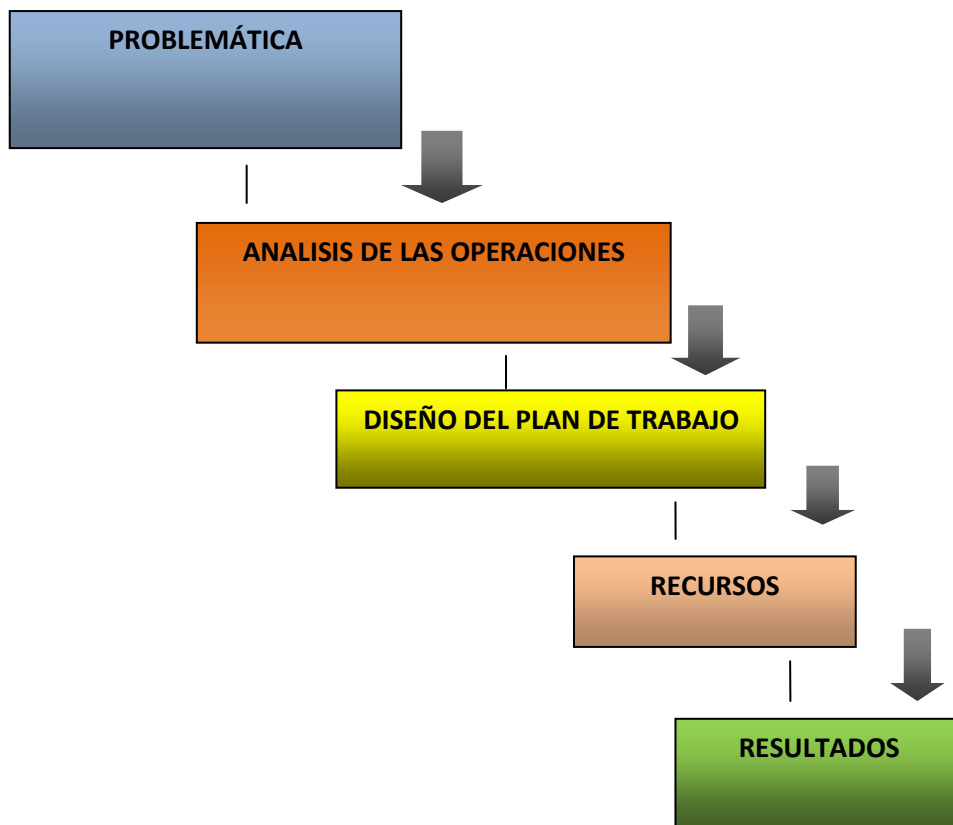 PROBLEMÁTICA
ANALISIS DE LAS OPERACIONES
DISEÑO DEL PLAN DE TRABAJO
RECURSOS
RESULTADOS